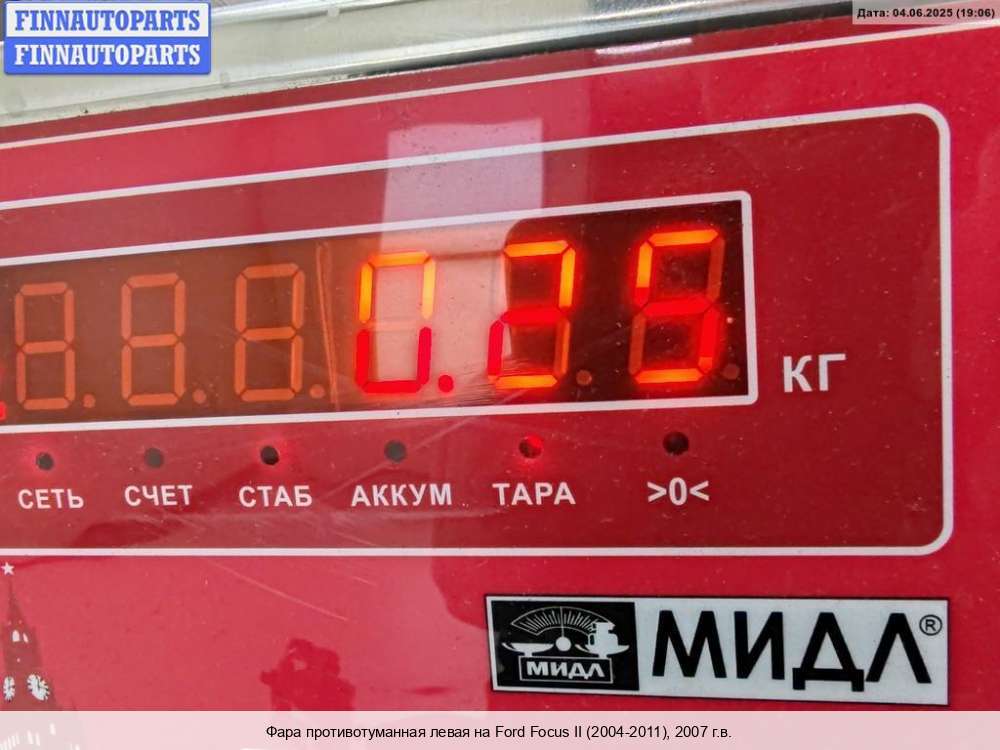 FINNAUTOPARTS
FINNAUTOPARTS
Дата: 04.06.2025 (19:06)
0.25
КГ
СЕТЬ СЧЕТ СТАБ АККУМ ТАРА >0<
МИДЛ
МИДЛ®
Фара противотуманная левая на Ford Focus II (2004-2011), 2007 г.в.